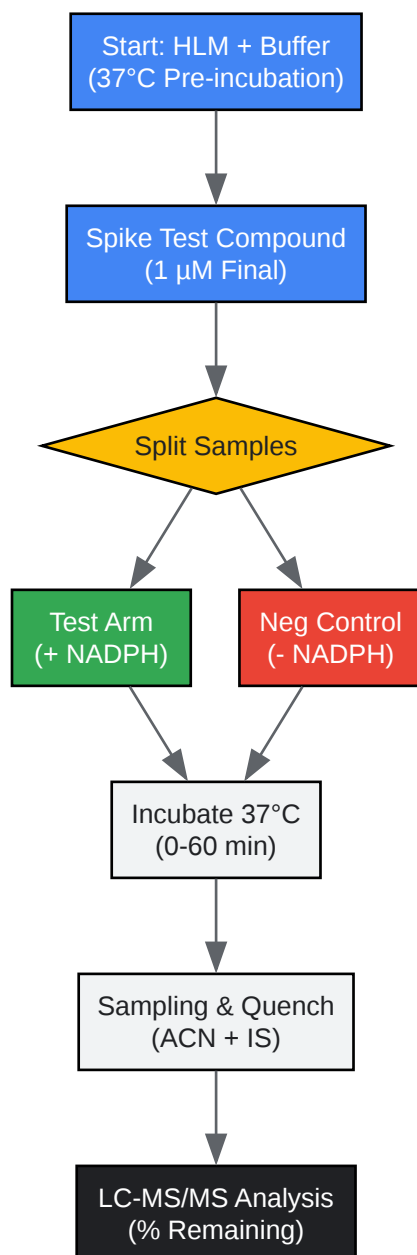 Start: HLM + Buffer
(37°C Pre-incubation)
Spike Test Compound
(1 µM Final)
Split Samples
Test Arm
(+ NADPH)
Neg Control
(- NADPH)
Incubate 37°C
(0-60 min)
Sampling & Quench
(ACN + IS)
LC-MS/MS Analysis
(% Remaining)